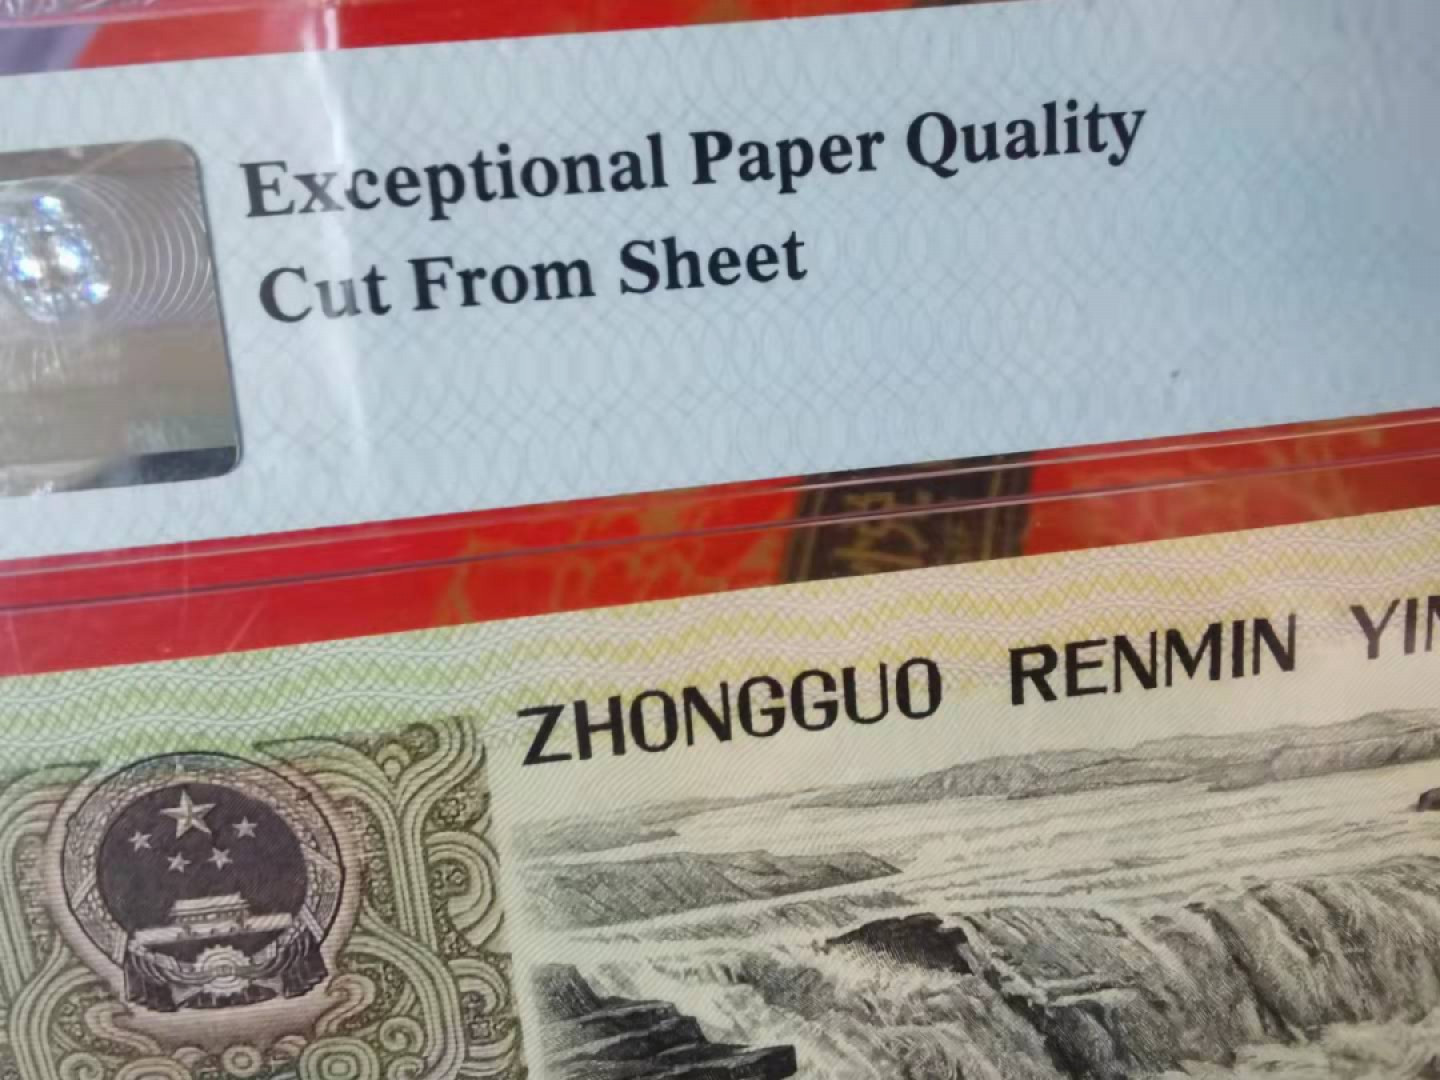 Exceptional Paper Quality
Cut From Sheet
ZHONGGUO RENMIN